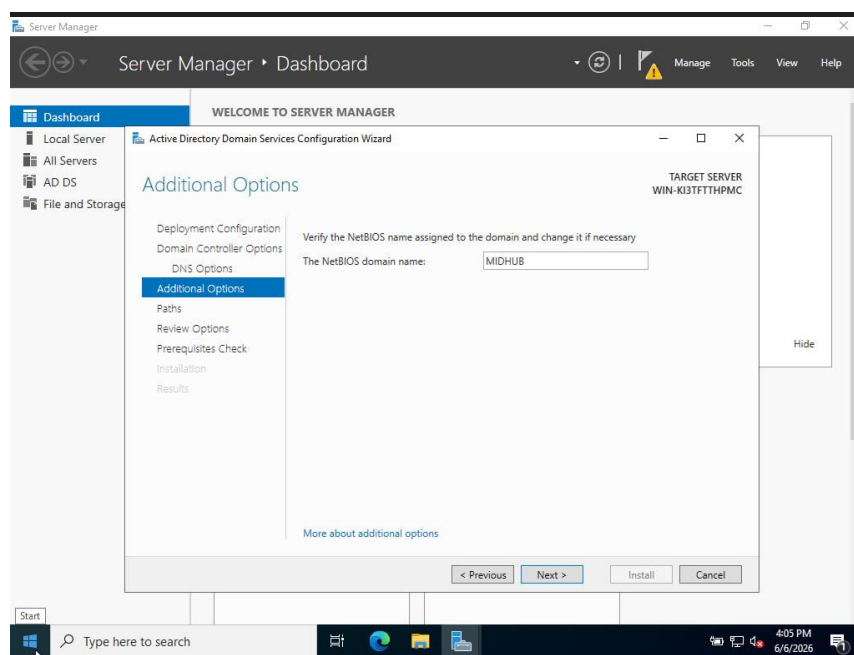 Server Manager
Server Manager ‣ Dashboard
Manage Tools View Help
Dashboard
Local Server
All Servers
AD DS
File and Storage
WELCOME TO SERVER MANAGER
Active Directory Domain Services Configuration Wizard
Additional Options
TARGET SERVER
WIN-KI3TFTTHPMC
Deployment Configuration
Domain Controller Options
DNS Options
Additional Options
Paths
Review Options
Prerequisites Check
Installation
Results
Verify the NetBIOS name assigned to the domain and change it if necessary
The NetBIOS domain name: MIDHUB
More about additional options
< Previous Next > Install Cancel
Hide
Start
Type here to search
4:05 PM
6/6/2026
1